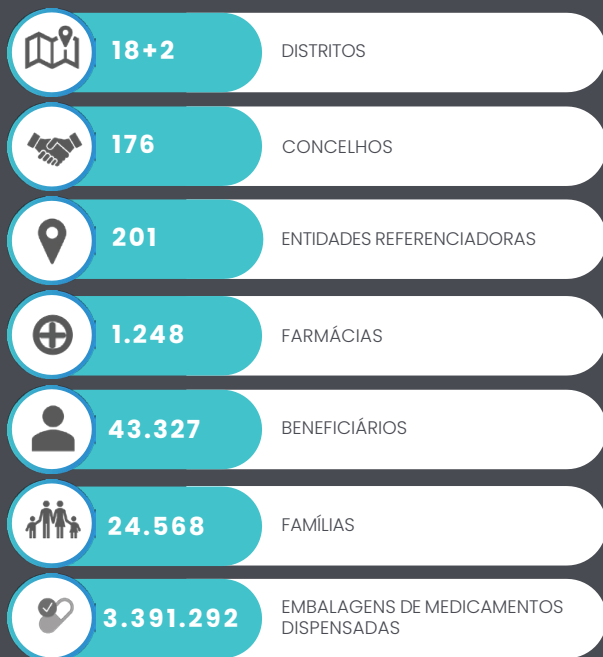 18+2 DISTRITOS
176 CONCELHOS
201 ENTIDADES REFERENCIADORAS
1.248 FARMÁCIAS
43.327 BENEFICIÁRIOS
24.568 FAMÍLIAS
3.391.292 EMBALAGENS DE MEDICAMENTOS
DISPENSADAS